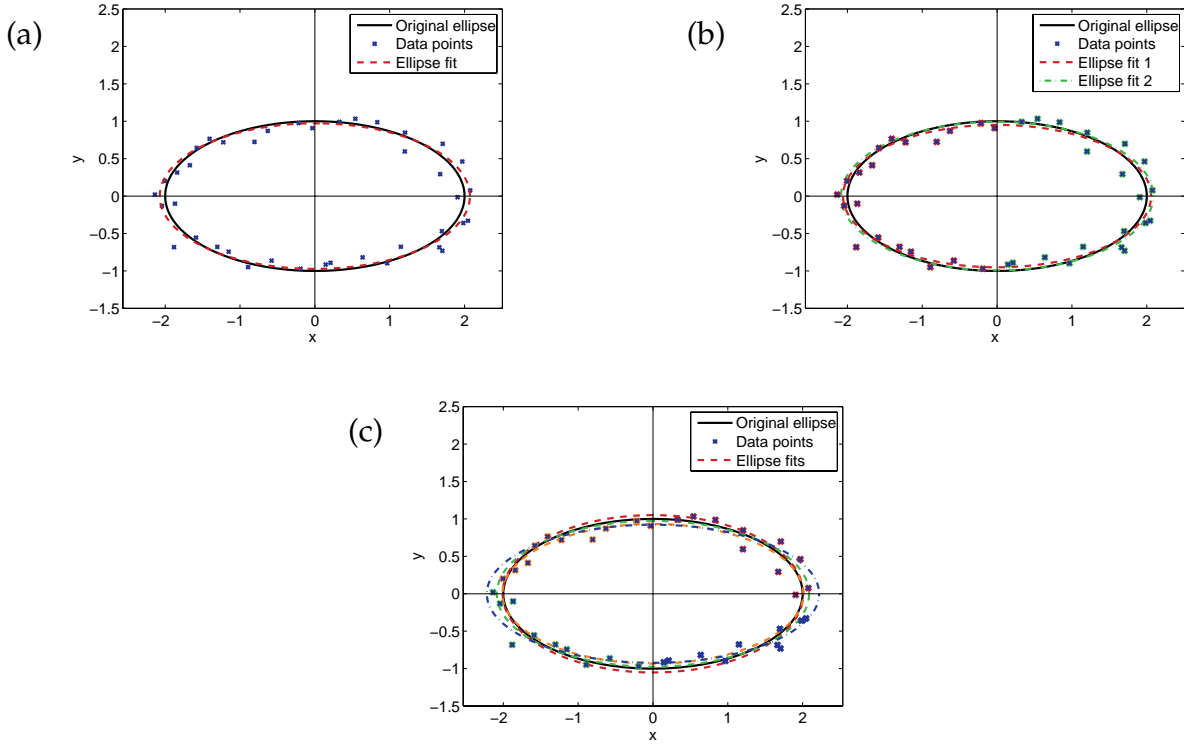 (a)
2.5
2
1.5
1
0.5
0
−0.5
−1
−1.5
−2
−1
0
1
2
x
y
Original ellipse
Data points
Ellipse fit
(b)
2.5
2
1.5
1
0.5
0
−0.5
−1
−1.5
−2
−1
0
1
2
x
y
Original ellipse
Data points
Ellipse fit 1
Ellipse fit 2
(c)
2.5
2
1.5
1
0.5
0
−0.5
−1
−1.5
−2
−1
0
1
2
x
y
Original ellipse
Data points
Ellipse fits